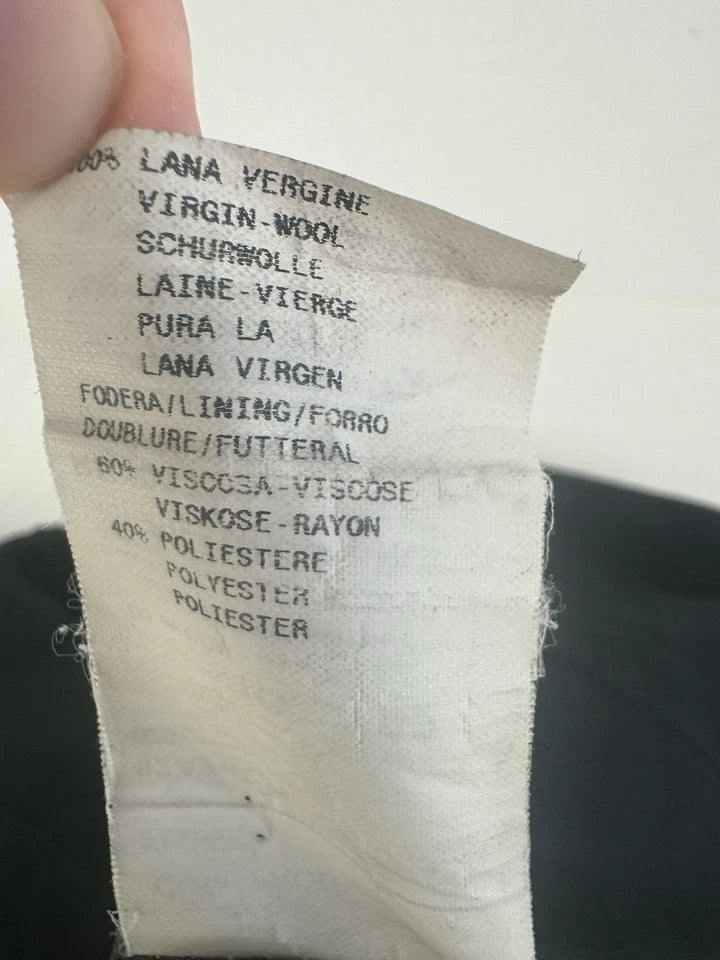 100% LANA VERGINE
VIRGIN-WOOL
SCHURWOLLE
LAINE-VIERGE
PURA LA
LANA VIRGEN
FODERA/LINING/FORRO
DOUBLURE/FUTTERAL
60% VISCOSA-VISCOSE
VISKOSE-RAYON
40% POLIESTERE
POLYESTER
POLIESTER